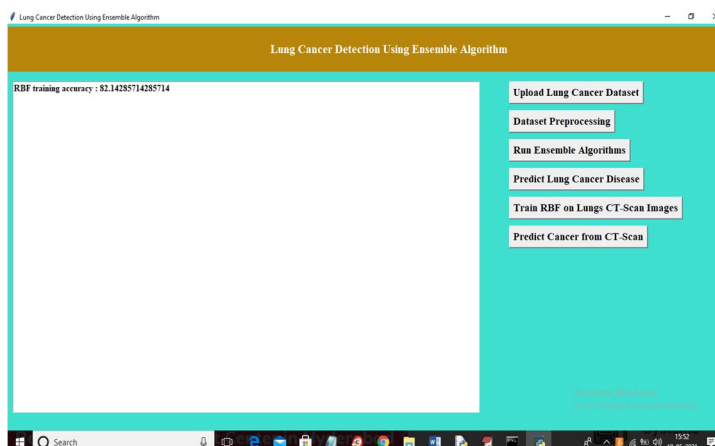 Lung Cancer Detection Using Ensemble Algorithm
Lung Cancer Detection Using Ensemble Algorithm
RBF training accuracy : 82.14285714285714
Upload Lung Cancer Dataset
Dataset Preprocessing
Run Ensemble Algorithms
Predict Lung Cancer Disease
Train RBF on Lungs CT-Scan Images
Predict Cancer from CT-Scan
Search
15:52